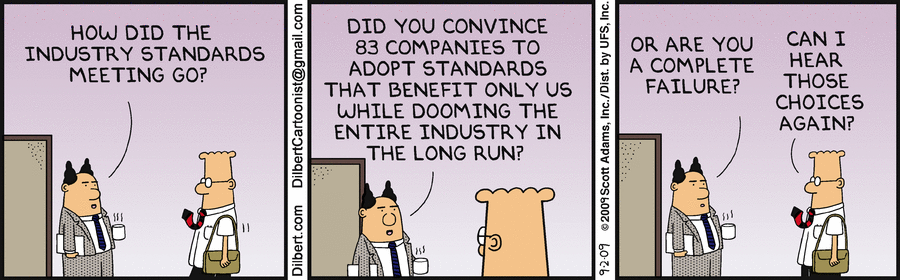 HOW DID THE
INDUSTRY STANDARDS
MEETING GO?
DilbertCartoonist@gmail.com
Dilbert.com
DID YOU CONVINCE
83 COMPANIES TO
ADOPT STANDARDS
THAT BENEFIT ONLY US
WHILE DOOMING THE
ENTIRE INDUSTRY IN
THE LONG RUN?
9-2-09 ©2009 Scott Adams, Inc./Dist. by UFS, Inc.
OR ARE YOU
A COMPLETE
FAILURE?
CAN I
HEAR
THOSE
CHOICES
AGAIN?